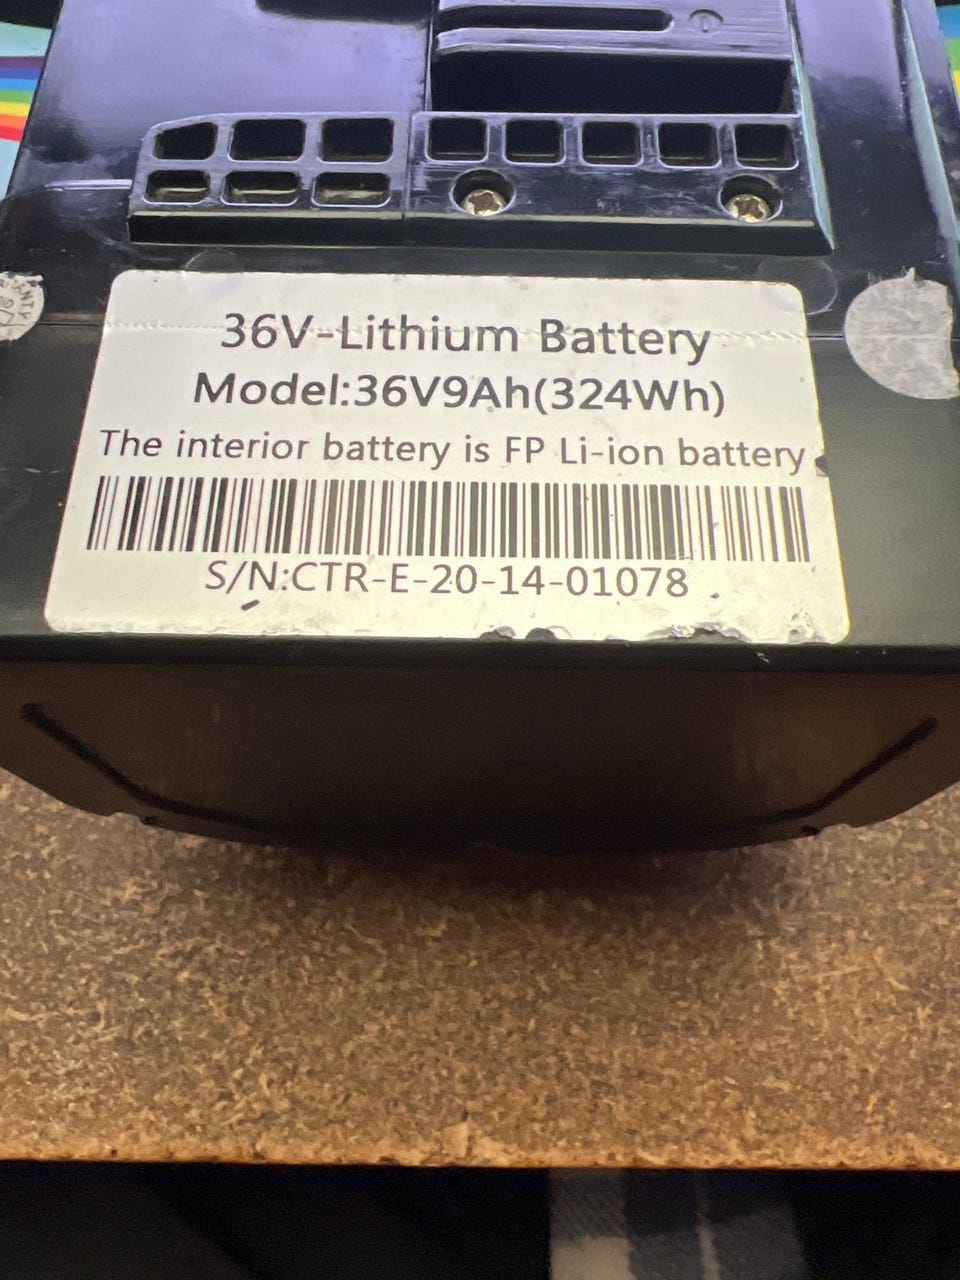 36V-Lithium Battery
Model:36V9Ah(324Wh)
The interior battery is FP Li-ion battery
S/N:CTR-E-20-14-01078